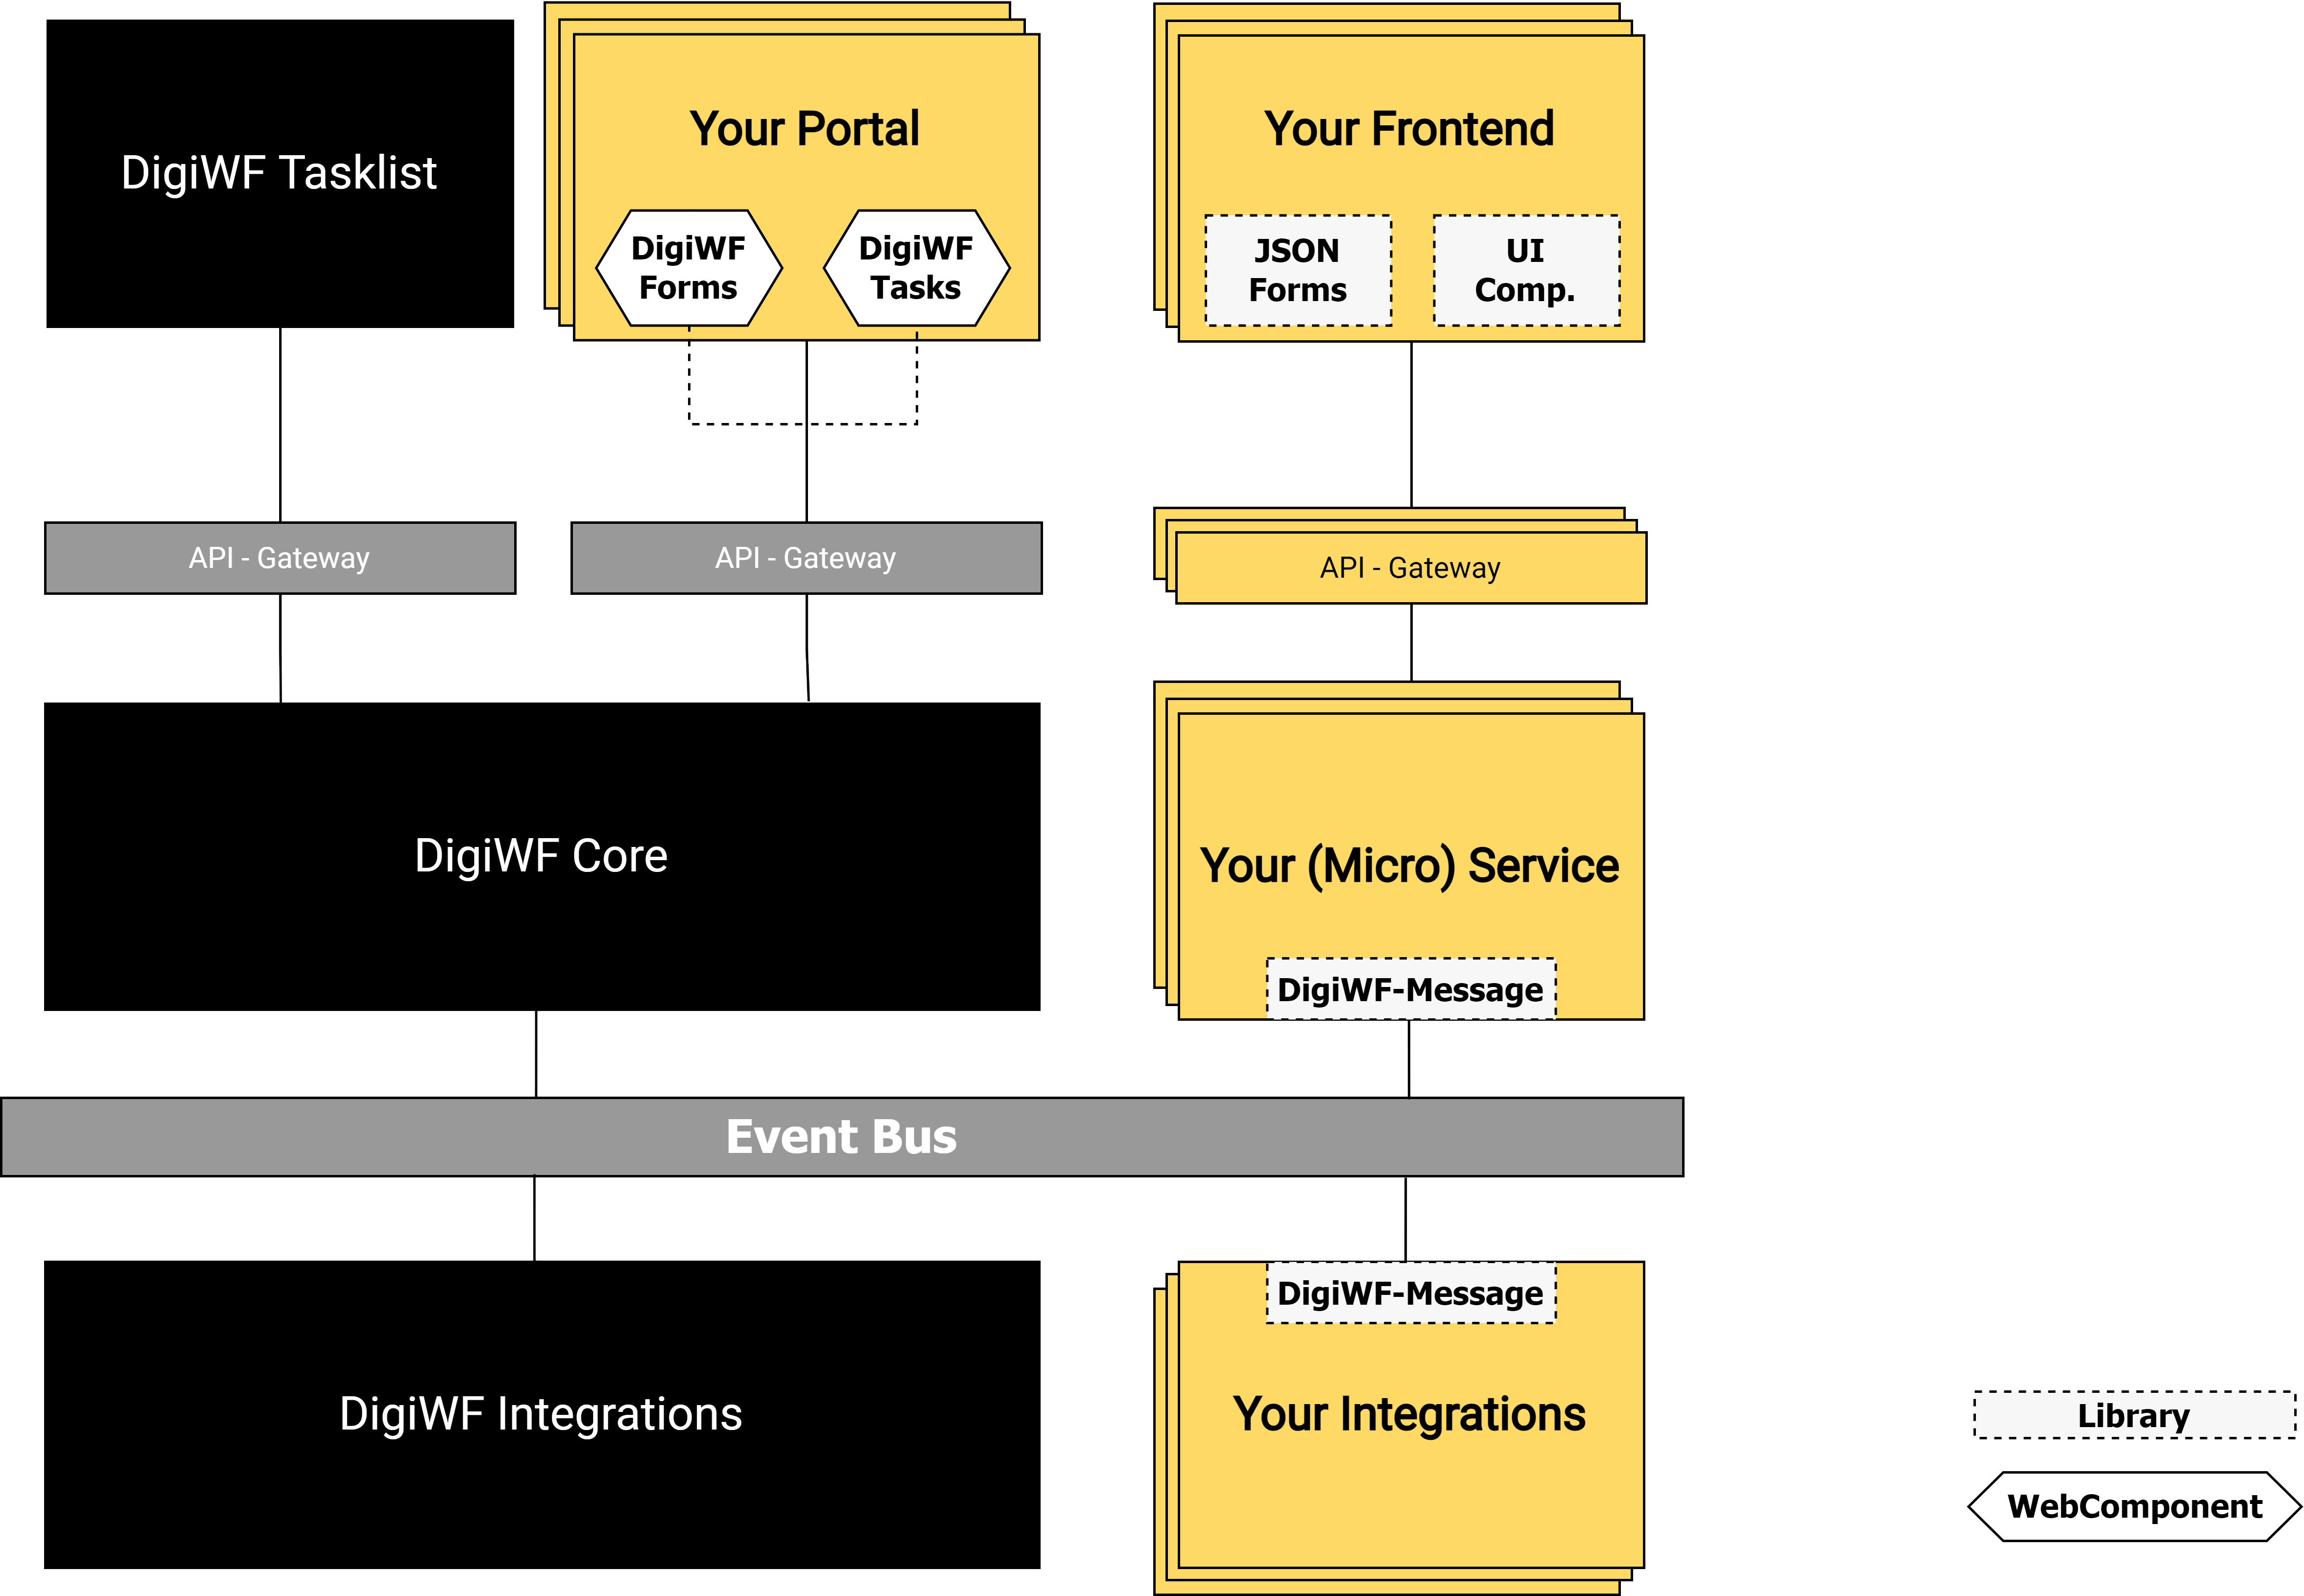 DigiWF Tasklist
Your Portal
DigiWF
Forms
DigiWF
Tasks
Your Frontend
JSON
Forms
UI
Comp.
API - Gateway
API - Gateway
API - Gateway
DigiWF Core
Your (Micro) Service
DigiWF-Message
Event Bus
DigiWF Integrations
DigiWF-Message
Your Integrations
Library
WebComponent